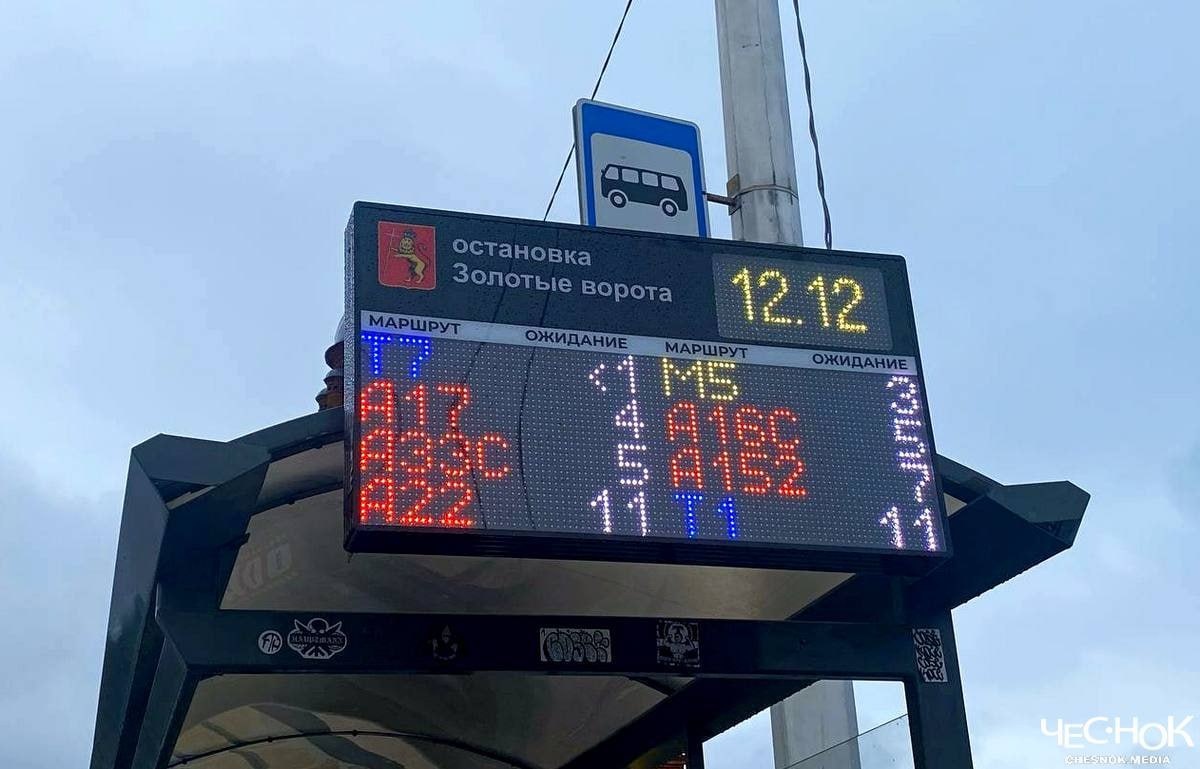 остановка
Золотые ворота
12.12
МАРШРУТ ОЖИДАНИЕ МАРШРУТ ОЖИДАНИЕ
Т7 <1 М5 3
А17 4 А18С 5
А33С 5 А152 7
А22 11 Т1 11
ЧЕСНОК
CHESNOK.MEDIA